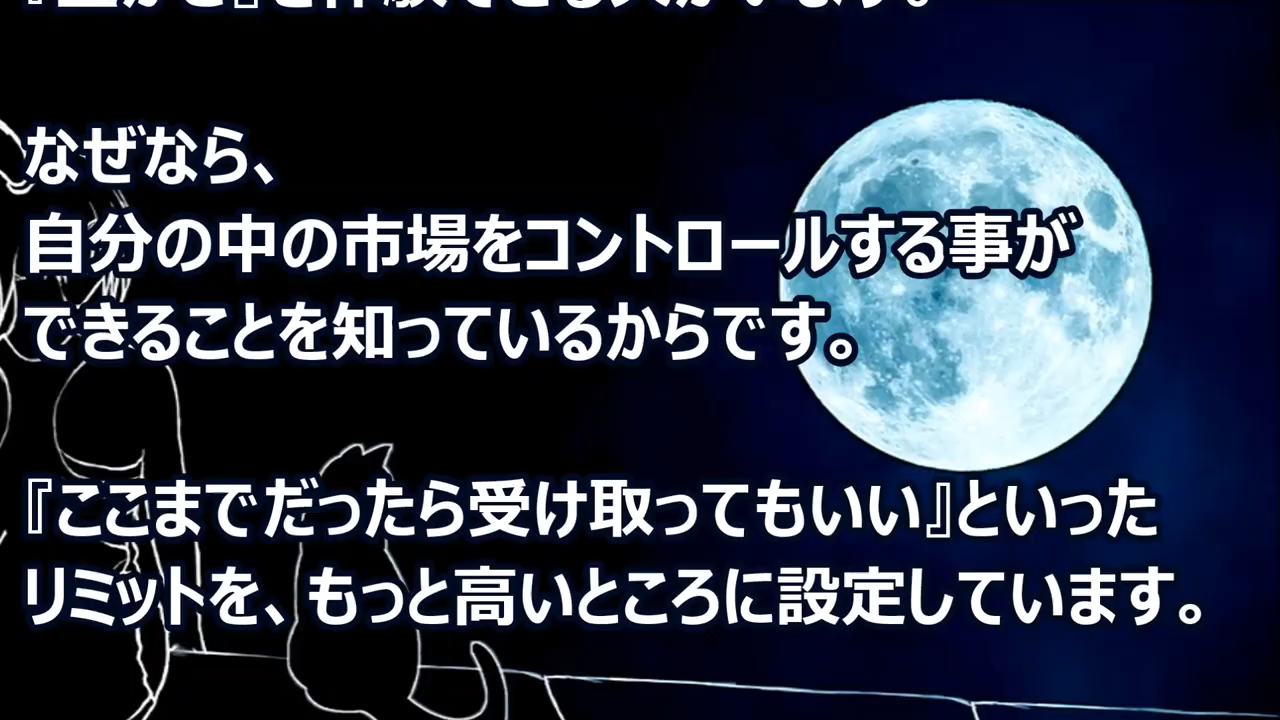 なぜなら、
自分の中の市場をコントロールする事が
できることを知っているからです。
『ここまでだったら受け取ってもいい』といった
リミットを、もっと高いところに設定しています。